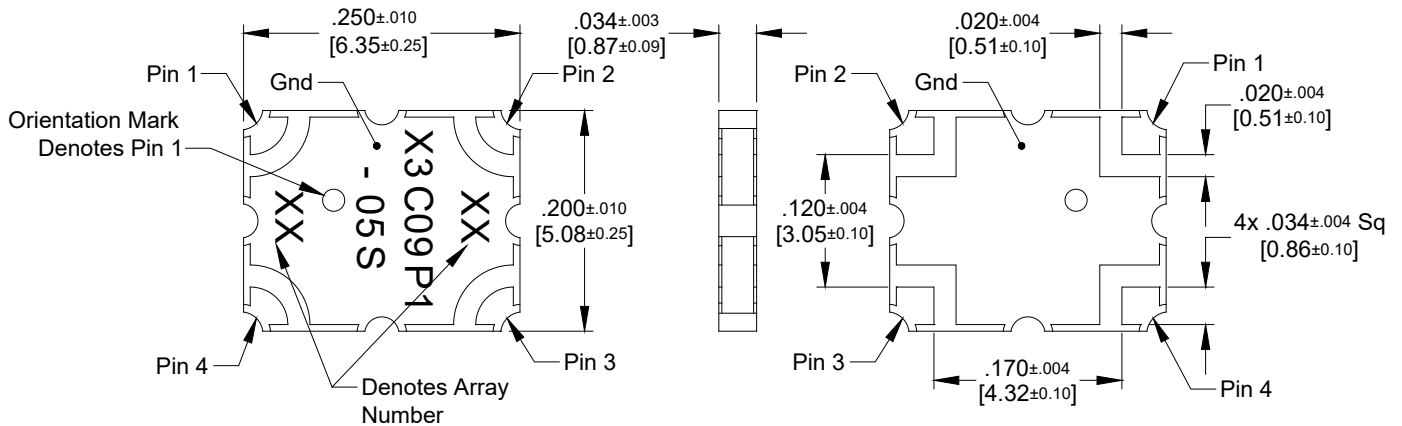 .250±.010
[6.35±0.25]
.034±.003
[0.87±0.09]
.020±.004
[0.51±0.10]
Pin 1
Gnd
Pin 2
Pin 2
Gnd
Pin 1
.020±.004
[0.51±0.10]
Orientation Mark
Denotes Pin 1
X3C09P1
-05S
XX
XX
.200±.010
[5.08±0.25]
.120±.004
[3.05±0.10]
4x .034±.004 Sq
[0.86±0.10]
Pin 4
Pin 3
Denotes Array
Number
Pin 3
.170±.004
[4.32±0.10]
Pin 4